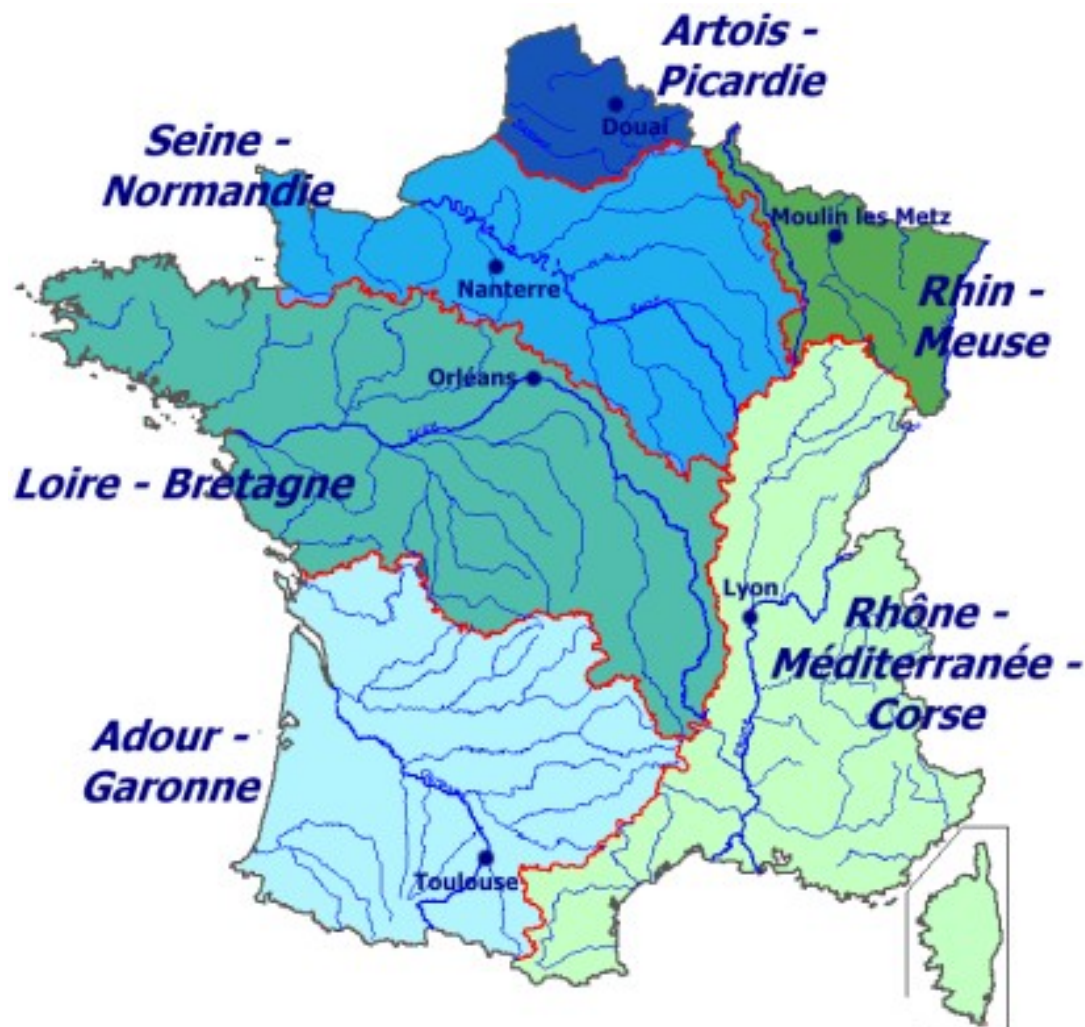 Artois -
Picardie
Douai
Seine -
Normandie
Moulin les Metz
Nanterre
Rhin -
Meuse
Orléans
Loire - Bretagne
Lyon
Rhône -
Méditerranée -
Corse
Adour -
Garonne
Toulouse